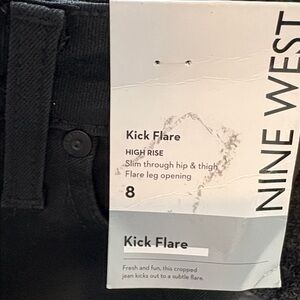 NINE WEST
Kick Flare
HIGH RISE
Slim through hip & thigh
Flare leg opening
8
Kick Flare
Fresh and fun, this cropped
jean kicks out to a subtle flare.